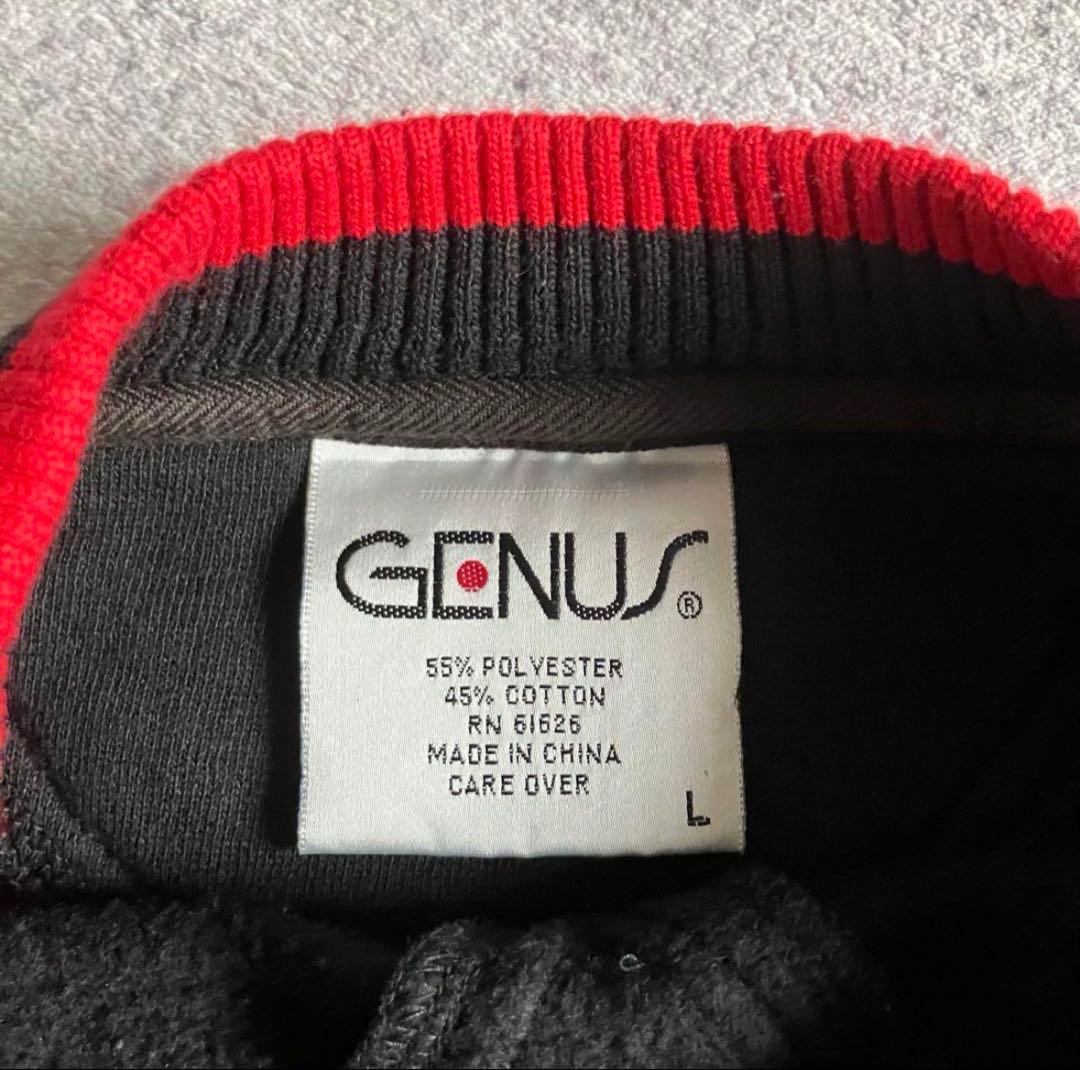 GENUS®
55% POLYESTER
45% COTTON
RN 61626
MADE IN CHINA
CARE OVER
L